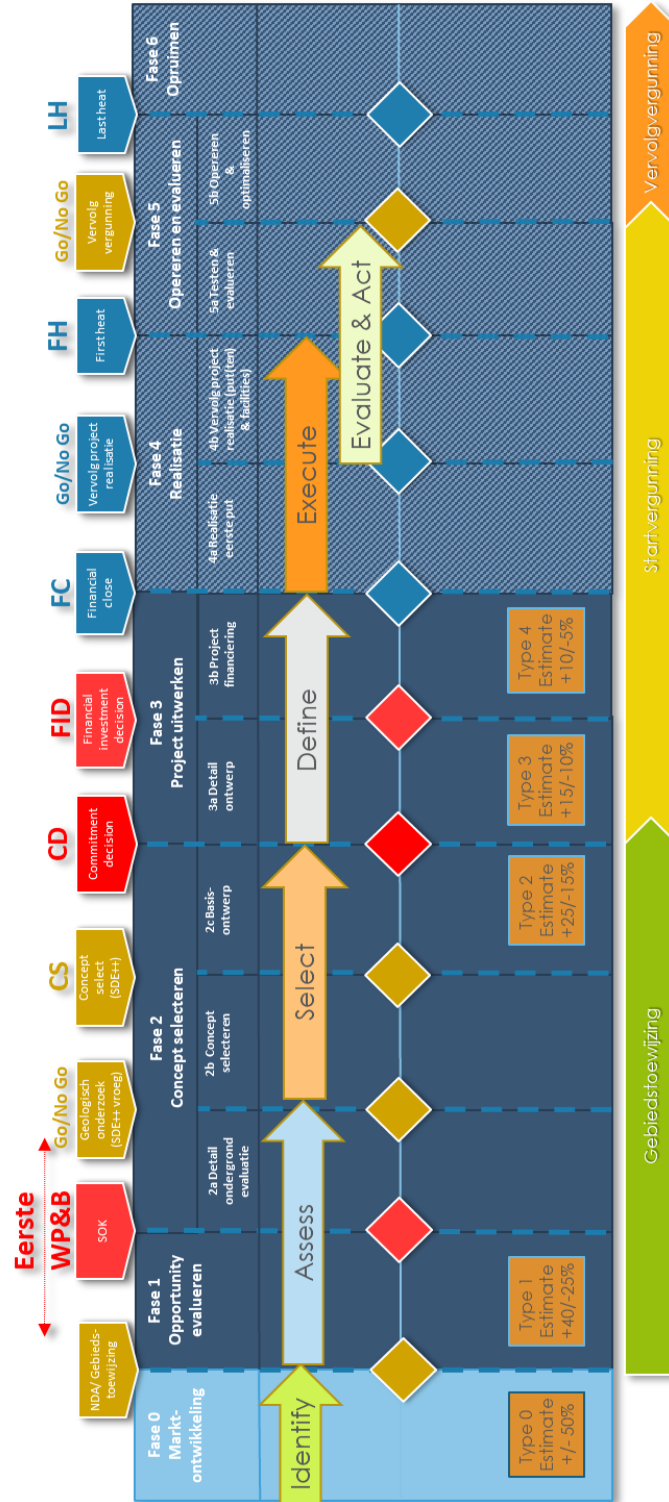 Eerste
WP&B
Go/No Go
CS
CD
FID
FC
Go/No Go
FH
Go/No Go
LH
NDA/ Gebieds-
toewijzing
SOK
Geologisch
onderzoek
(SDE++ vroeg)
Concept
select
(SDE++)
Commitment
decision
Financial
investment
decision
Financial
close
Vervolg project
realisatie
First heat
Vervolg
vergunning
Last heat
Fase 0
Markt-
ontwikkeling
Fase 1
Opportunity
evalueren
Fase 2
Concept selecteren
Fase 3
Project uitwerken
Fase 4
Realisatie
Fase 5
Opereren en evalueren
Fase 6
Opruimen
2a Detail
ondergrond
evaluatie
2b Concept
selecteren
2c Basis-
ontwerp
3a Detail
ontwerp
3b Project
financiering
4a Realisatie
eerste put
4b Vervolg project
realisatie (put(ten)
& facilities)
5a Testen &
evalueren
5b Opereren
&
optimaliseren
Identify
Assess
Select
Define
Execute
Evaluate & Act
Type 0
Estimate
+/- 50%
Type 1
Estimate
+40/-25%
Type 2
Estimate
+25/-15%
Type 3
Estimate
+15/-10%
Type 4
Estimate
+10/-5%
Gebiedstoewijzing
Startvergunning
Vervolgvergunning